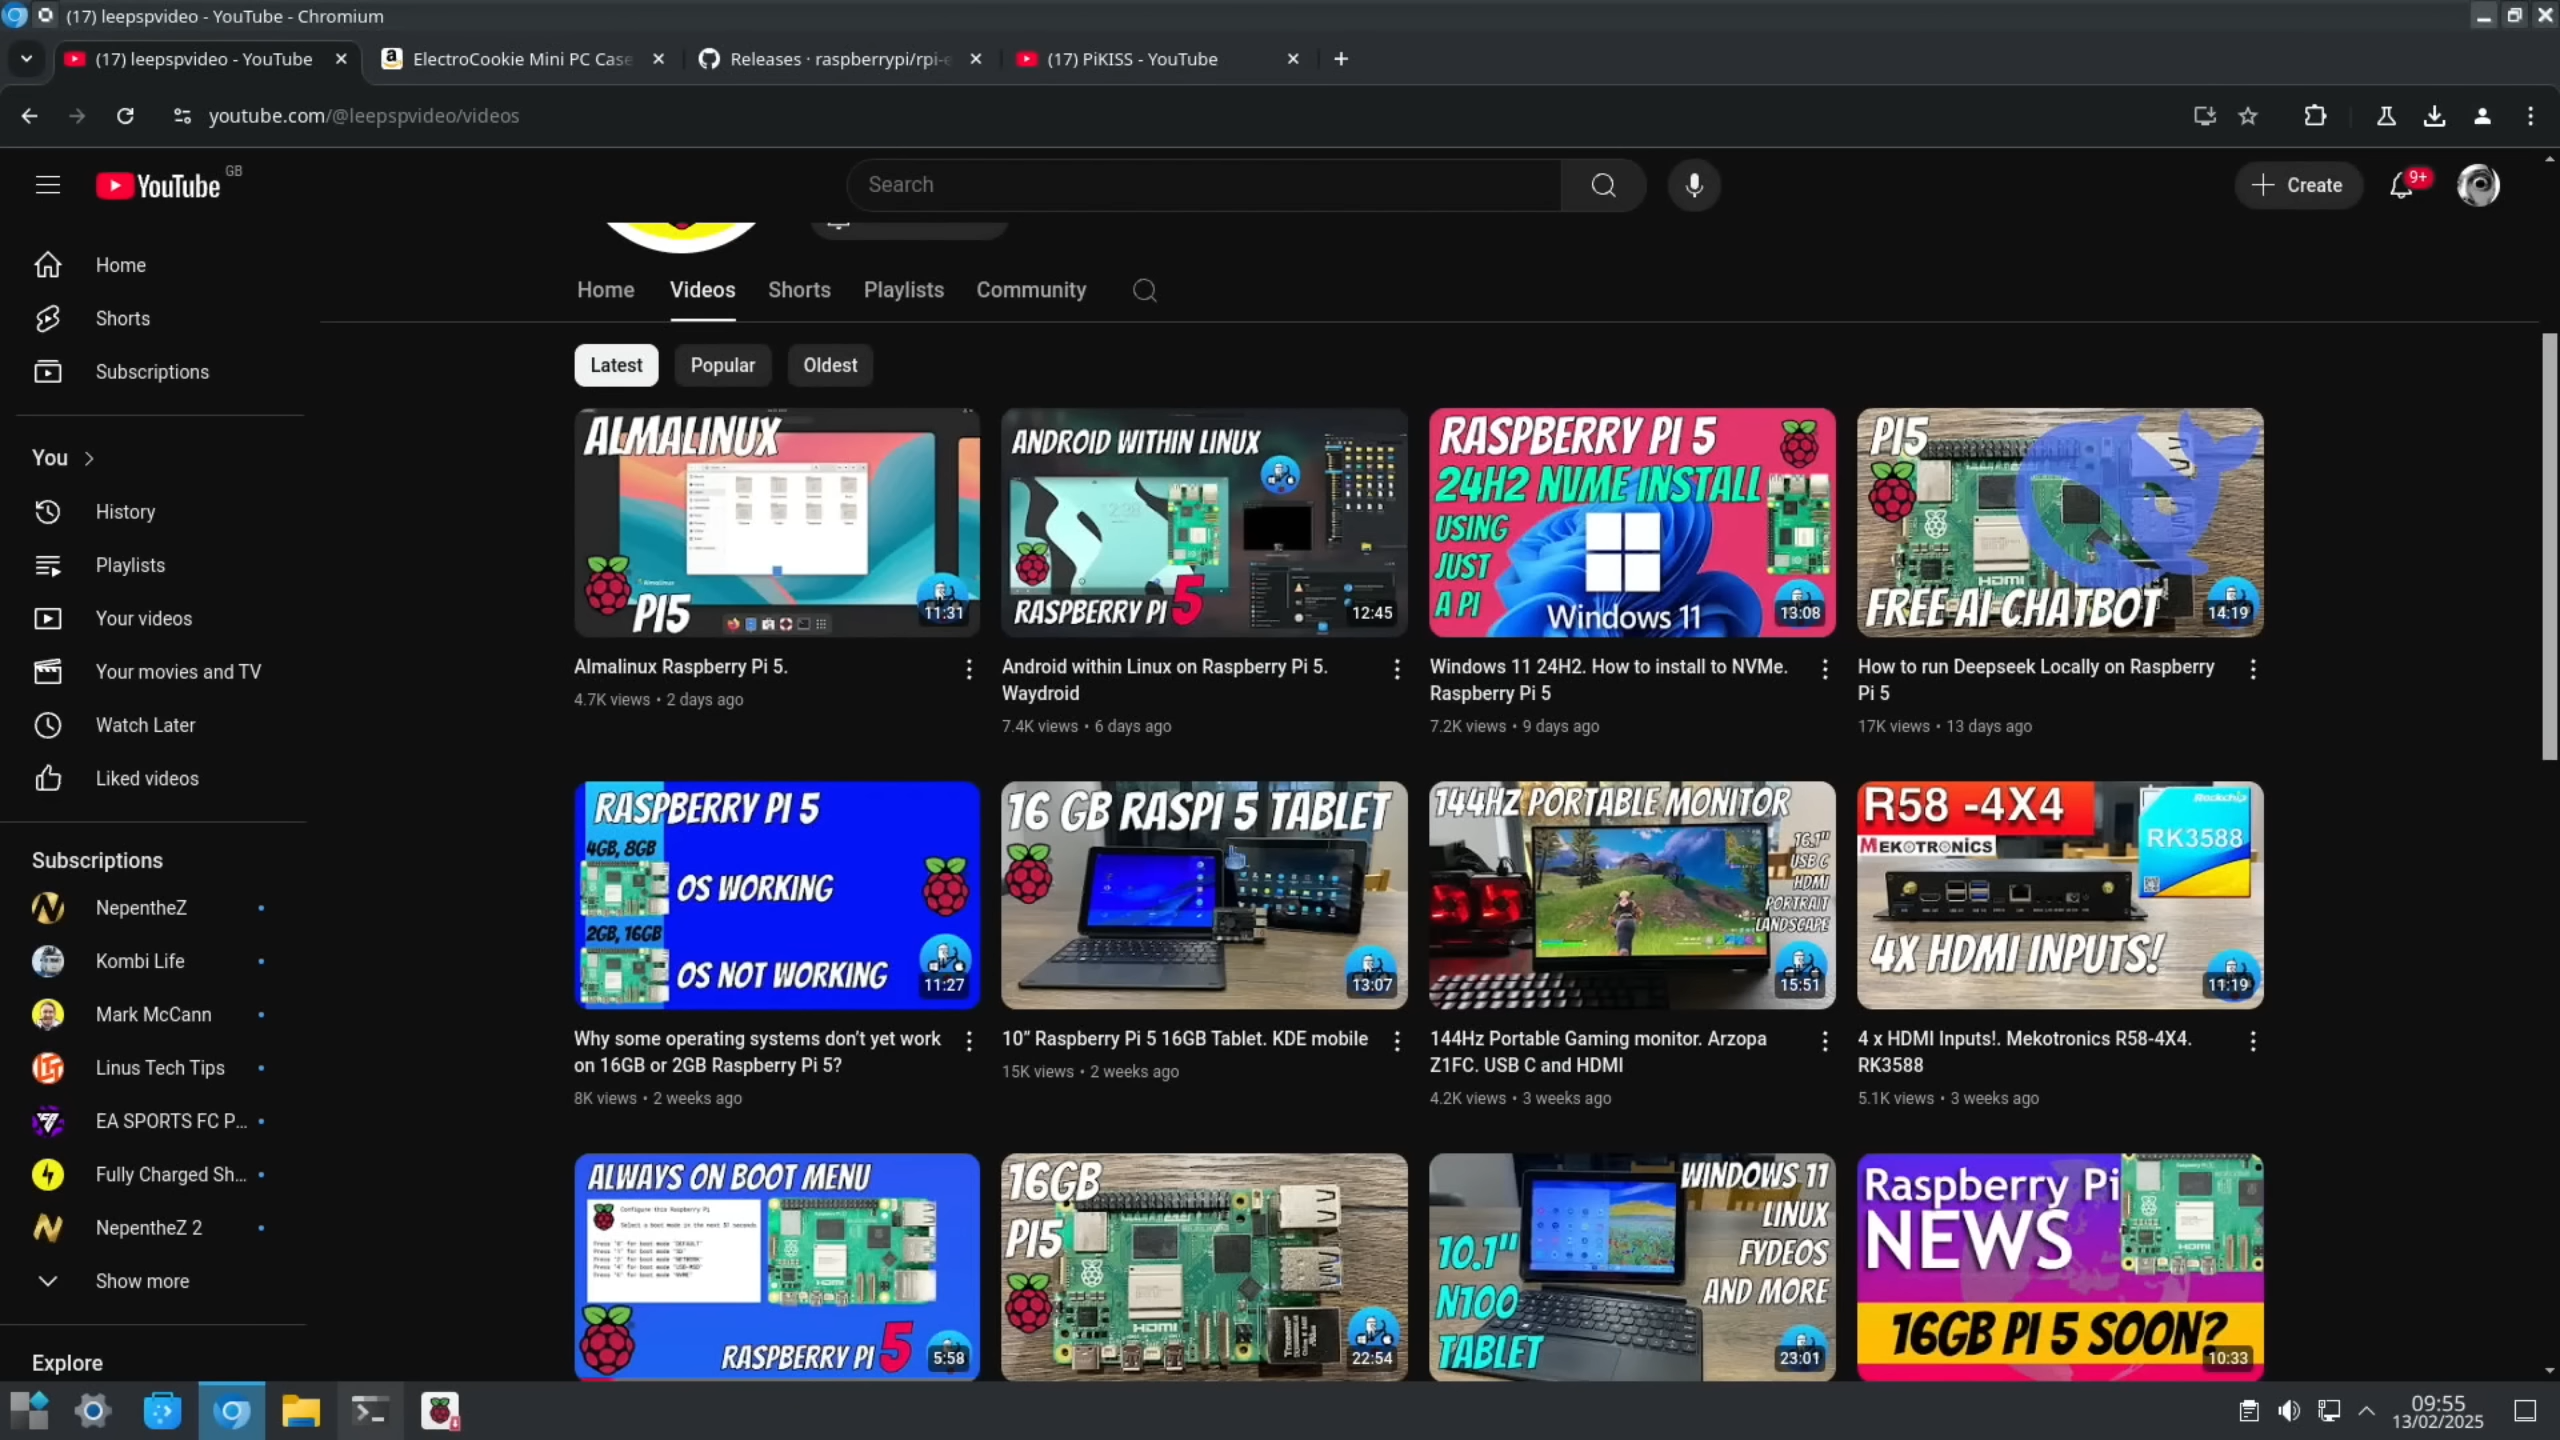 (17) leepspvideo - YouTube - Chromium
(17) leepspvideo - YouTube
ElectroCookie Mini PC Case
Releases · raspberrypi/rpi-e
(17) PiKISS - YouTube
youtube.com/@leepspvideo/videos
YouTube GB
Search
Create
9+
Home
Shorts
Subscriptions
You
History
Playlists
Your videos
Your movies and TV
Watch Later
Liked videos
Subscriptions
NepentheZ
Kombi Life
Mark McCann
Linus Tech Tips
EA SPORTS FC P...
Fully Charged Sh...
NepentheZ 2
Show more
Explore
Home
Videos
Shorts
Playlists
Community
Latest
Popular
Oldest
ALMALINUX
PI5
11:31
Almalinux Raspberry Pi 5.
4.7K views • 2 days ago
ANDROID WITHIN LINUX
RASPBERRY PI 5
12:45
Android within Linux on Raspberry Pi 5.
Waydroid
7.4K views • 6 days ago
RASPBERRY PI 5
24H2 NVME INSTALL
USING
JUST
A PI
Windows 11
13:08
Windows 11 24H2. How to install to NVMe.
Raspberry Pi 5
7.2K views • 9 days ago
PI5
HDMI
FREE AI CHATBOT
14:19
How to run Deepseek Locally on Raspberry
Pi 5
17K views • 13 days ago
RASPBERRY PI 5
4GB, 8GB
OS WORKING
2GB, 16GB
OS NOT WORKING
11:27
Why some operating systems don't yet work
on 16GB or 2GB Raspberry Pi 5?
8K views • 2 weeks ago
16 GB RASPI 5 TABLET
13:07
10" Raspberry Pi 5 16GB Tablet. KDE mobile
15K views • 2 weeks ago
144HZ PORTABLE MONITOR
16.1"
USB C
HDMI
PORTRAIT
LANDSCAPE
15:51
144Hz Portable Gaming monitor. Arzopa
Z1FC. USB C and HDMI
4.2K views • 3 weeks ago
R58 -4X4
MEKOTRONICS
Rockchip
RK3588
4X HDMI INPUTS!
11:19
4 x HDMI Inputs!. Mekotronics R58-4X4.
RK3588
5.1K views • 3 weeks ago
ALWAYS ON BOOT MENU
Configure this Raspberry Pi
RASPBERRY PI 5
5:58
16GB
PI5
HDMI
22:54
WINDOWS 11
LINUX
FYDEOS
AND MORE
10.1"
N100
TABLET
23:01
Raspberry Pi
NEWS
HDMI
16GB PI 5 SOON?
10:33
09:55
13/02/2025